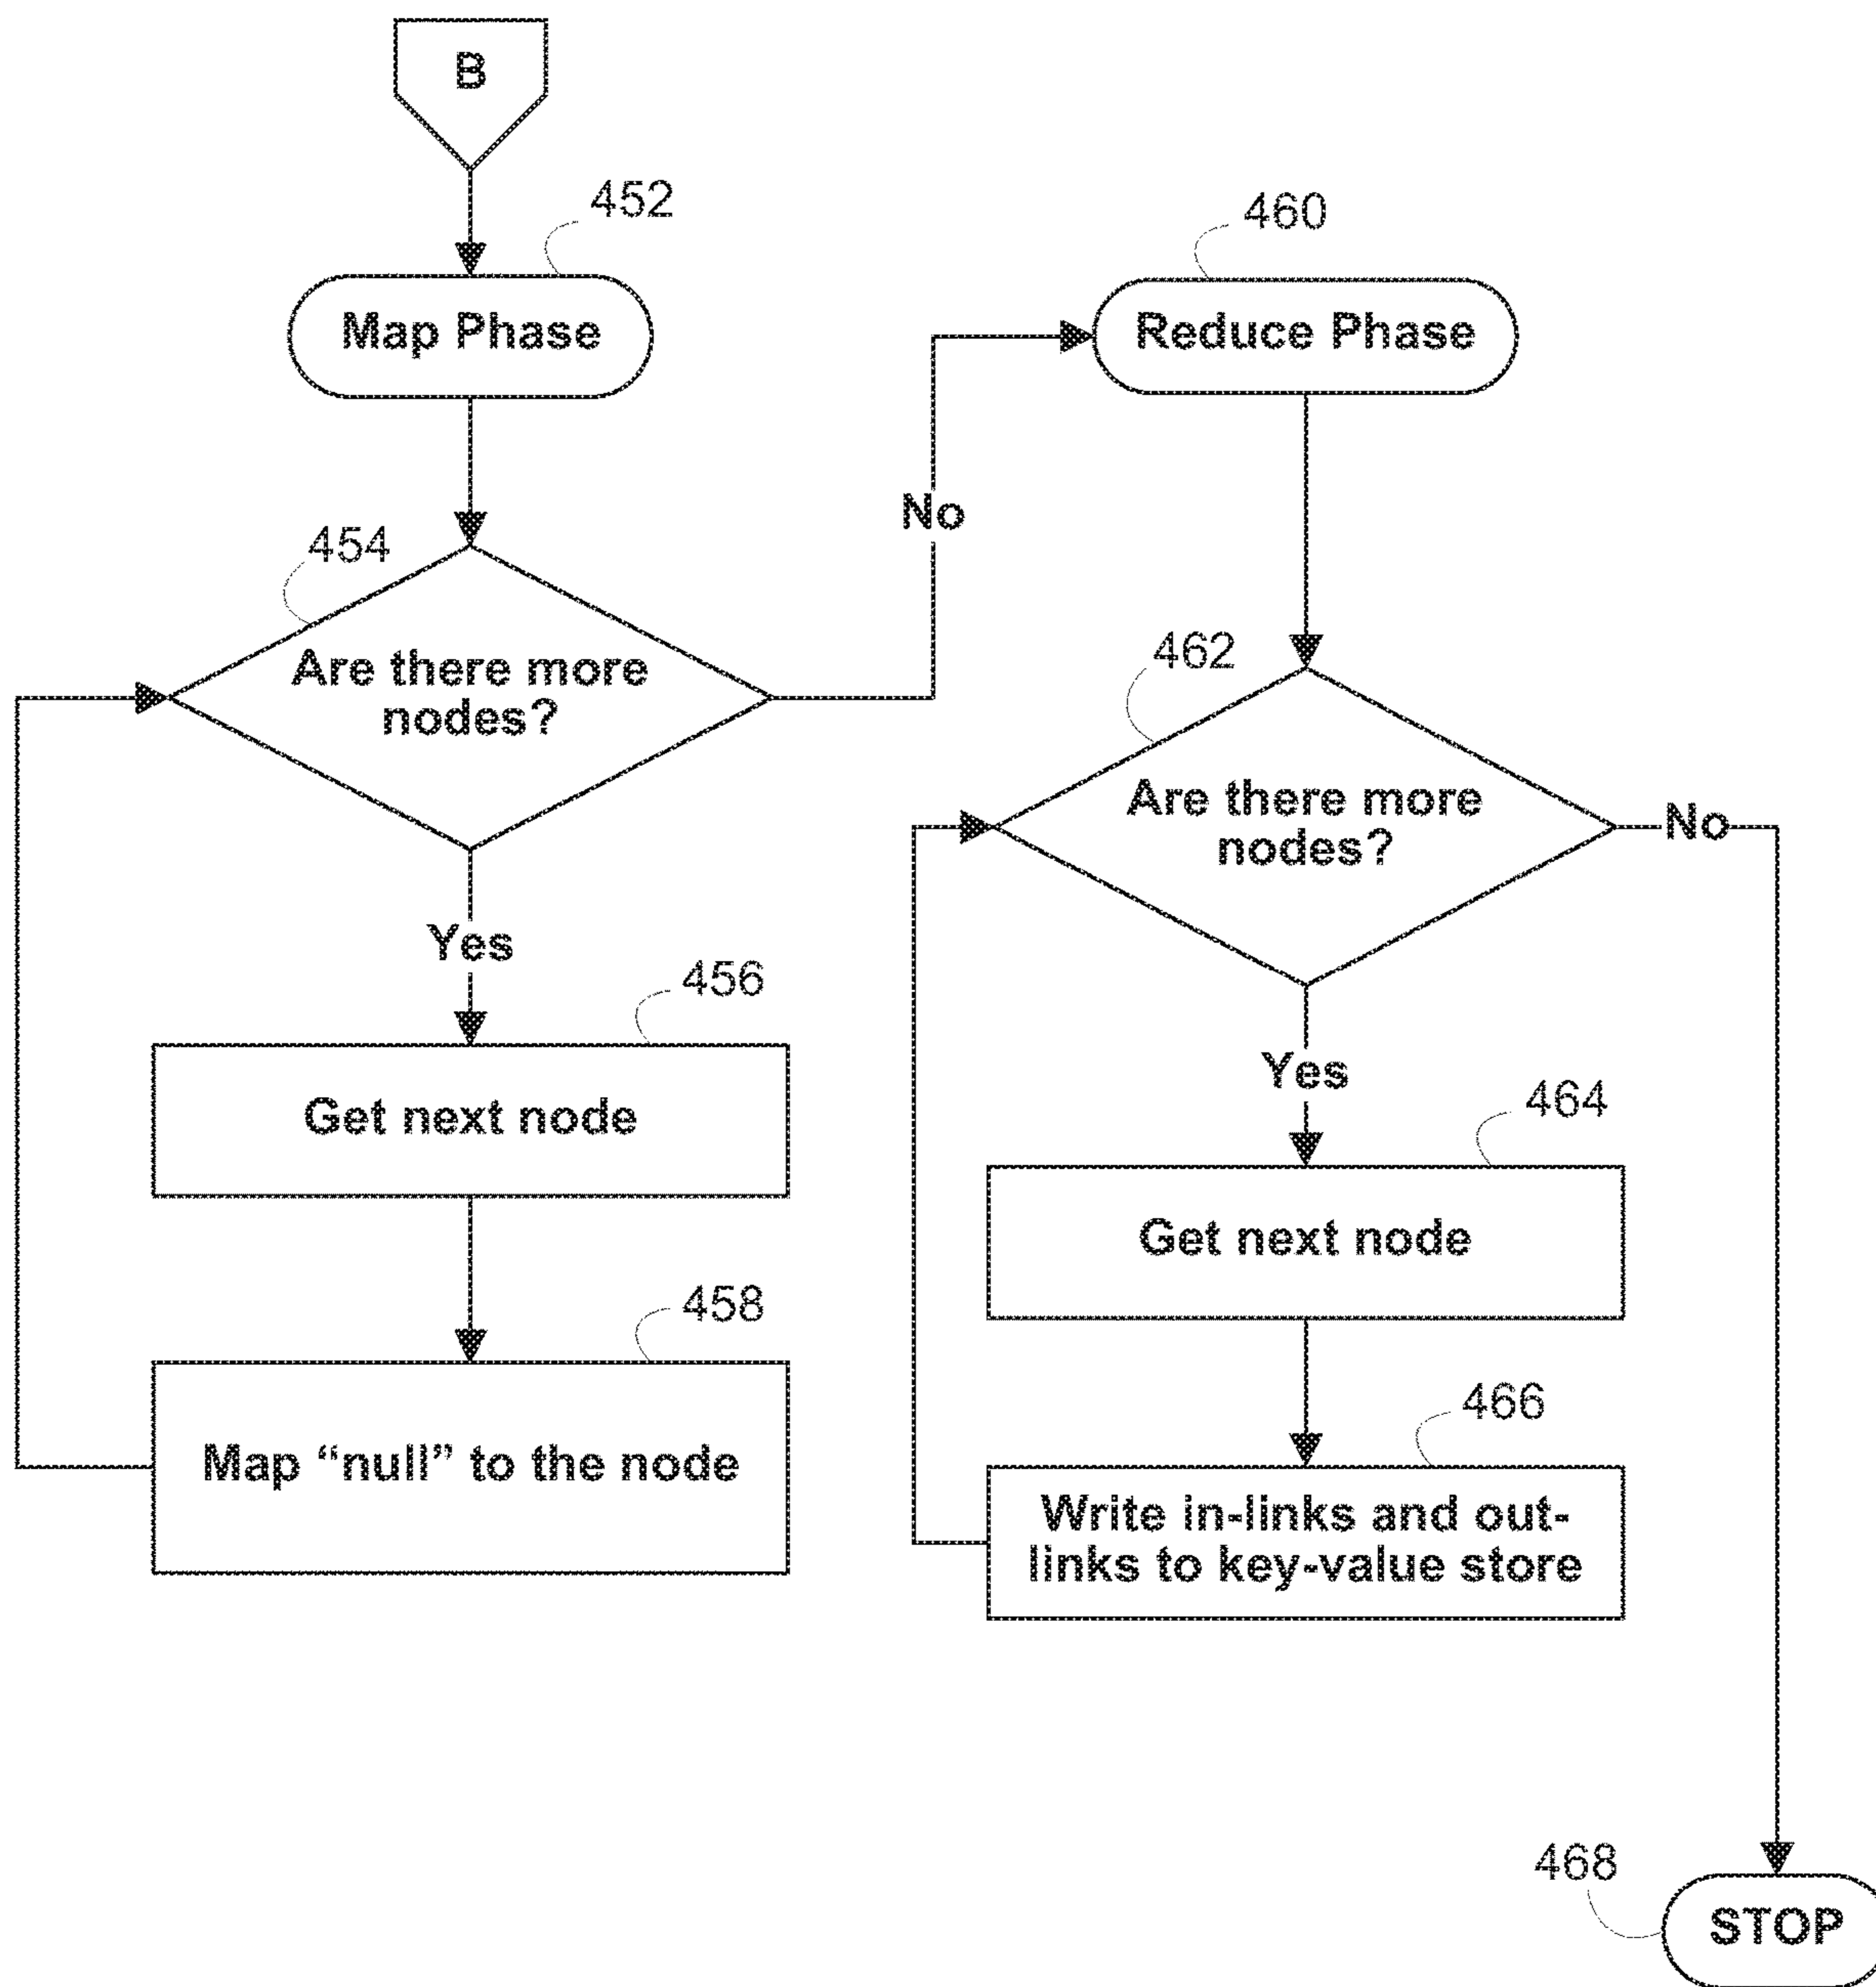 B
452
Map Phase
454
Are there more
nodes?
Yes
456
Get next node
458
Map “null” to the node
No
460
Reduce Phase
462
Are there more
nodes?
No
Yes
464
Get next node
466
Write in-links and out-
links to key-value store
468
STOP